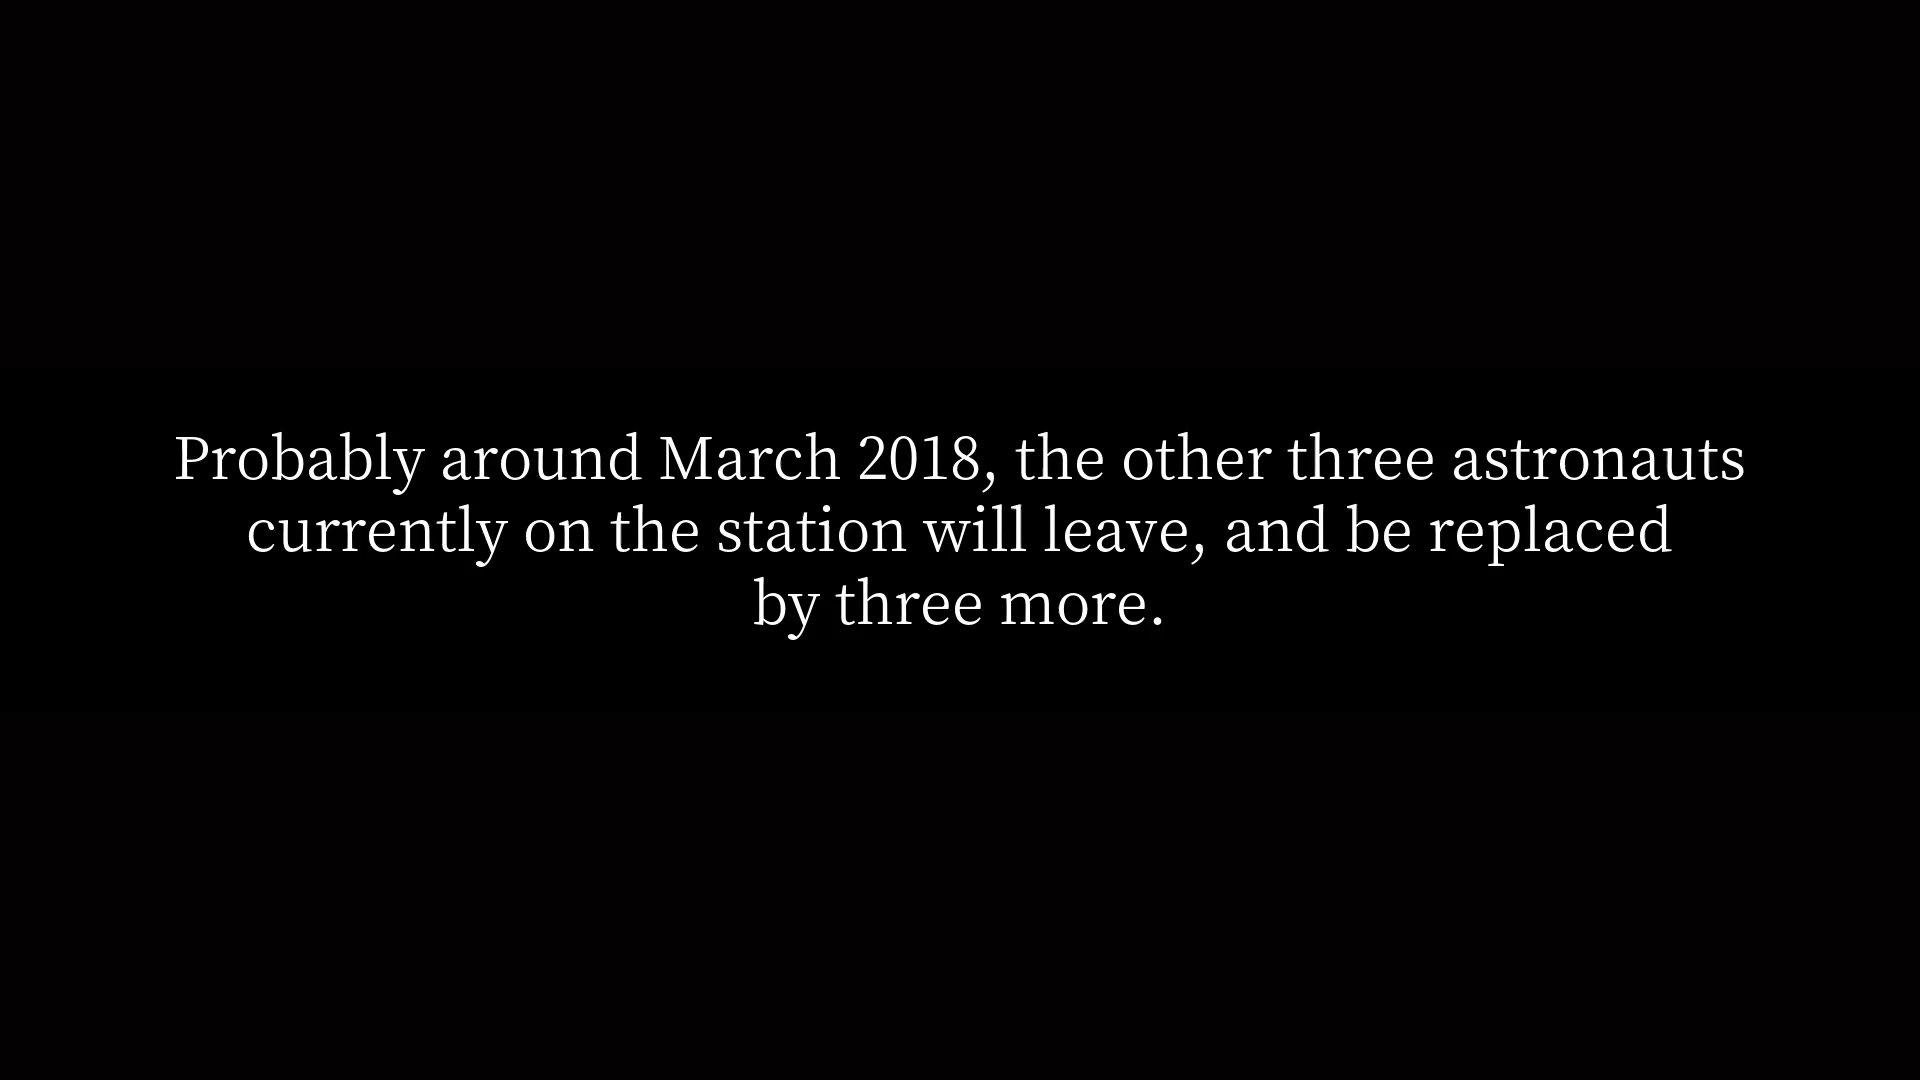 Probably around March 2018, the other three astronauts
currently on the station will leave, and be replaced
by three more.